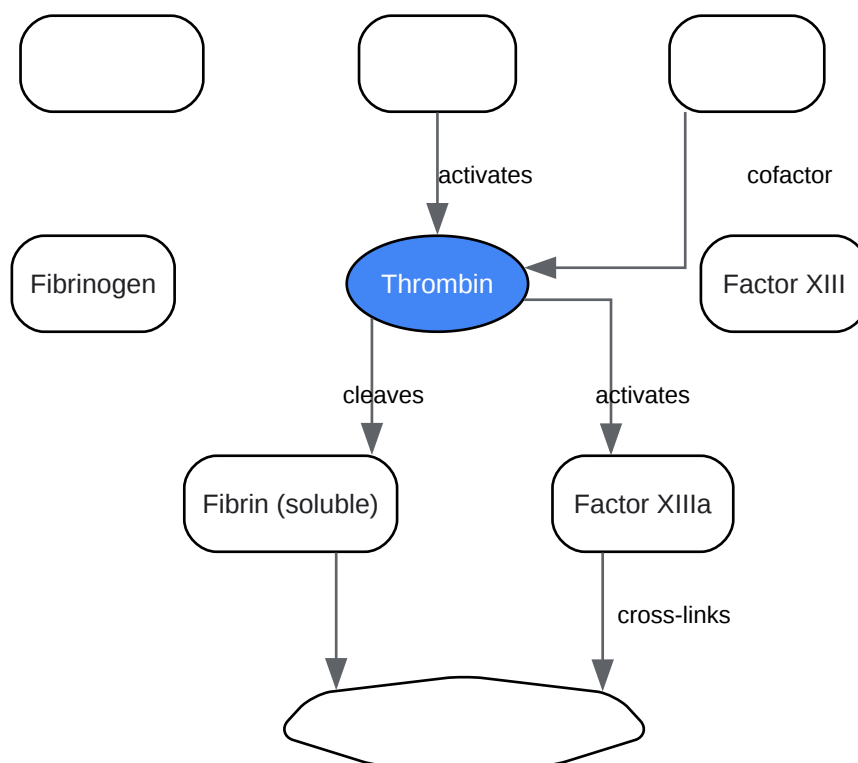 activates
cofactor
Fibrinogen
Thrombin
Factor XIII
cleaves
activates
Fibrin (soluble)
Factor XIIIa
cross-links